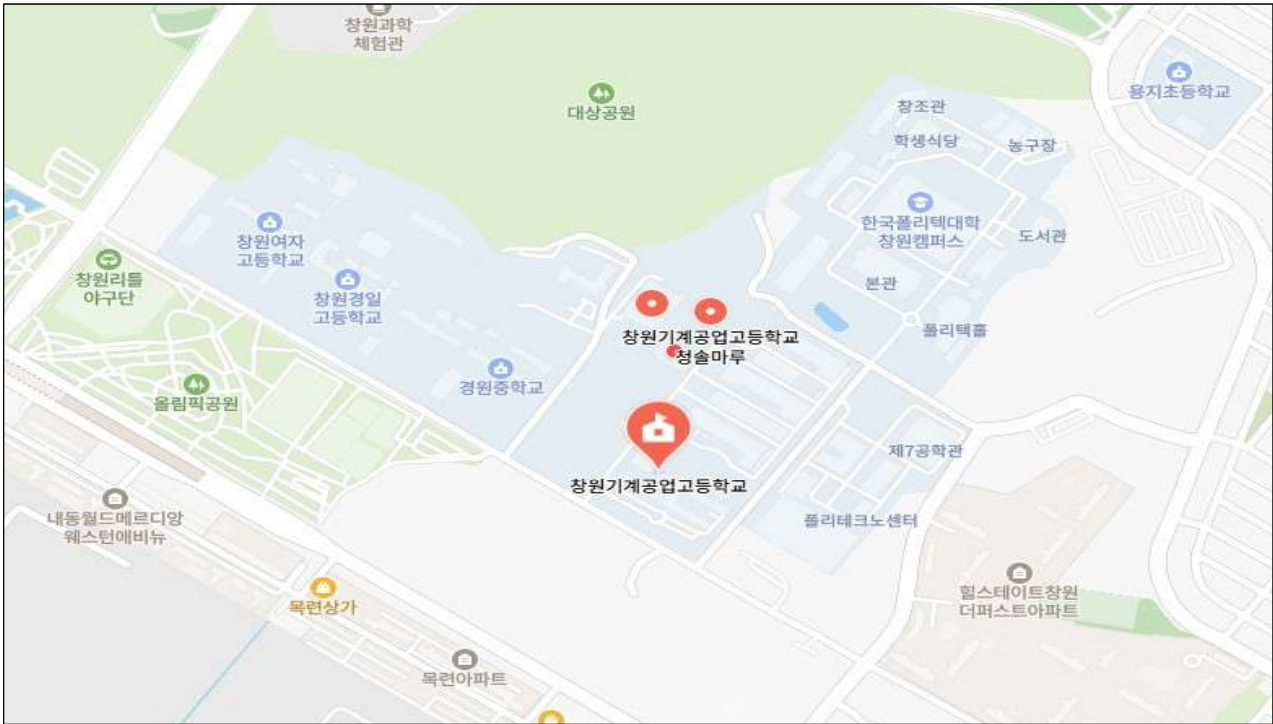 창원과학
체험관
대상공원
용지초등학교
창조관
학생식당
농구장
한국폴리텍대학
창원캠퍼스
도서관
본관
폴리텍홀
창원여자
고등학교
창원리틀
야구단
창원경일
고등학교
창원기계공업고등학교
청솔마루
경원중학교
올림픽공원
제7공학관
창원기계공업고등학교
폴리테크노센터
내동월드메르디앙
웨스턴애비뉴
목련상가
힐스테이트창원
더퍼스트아파트
목련아파트